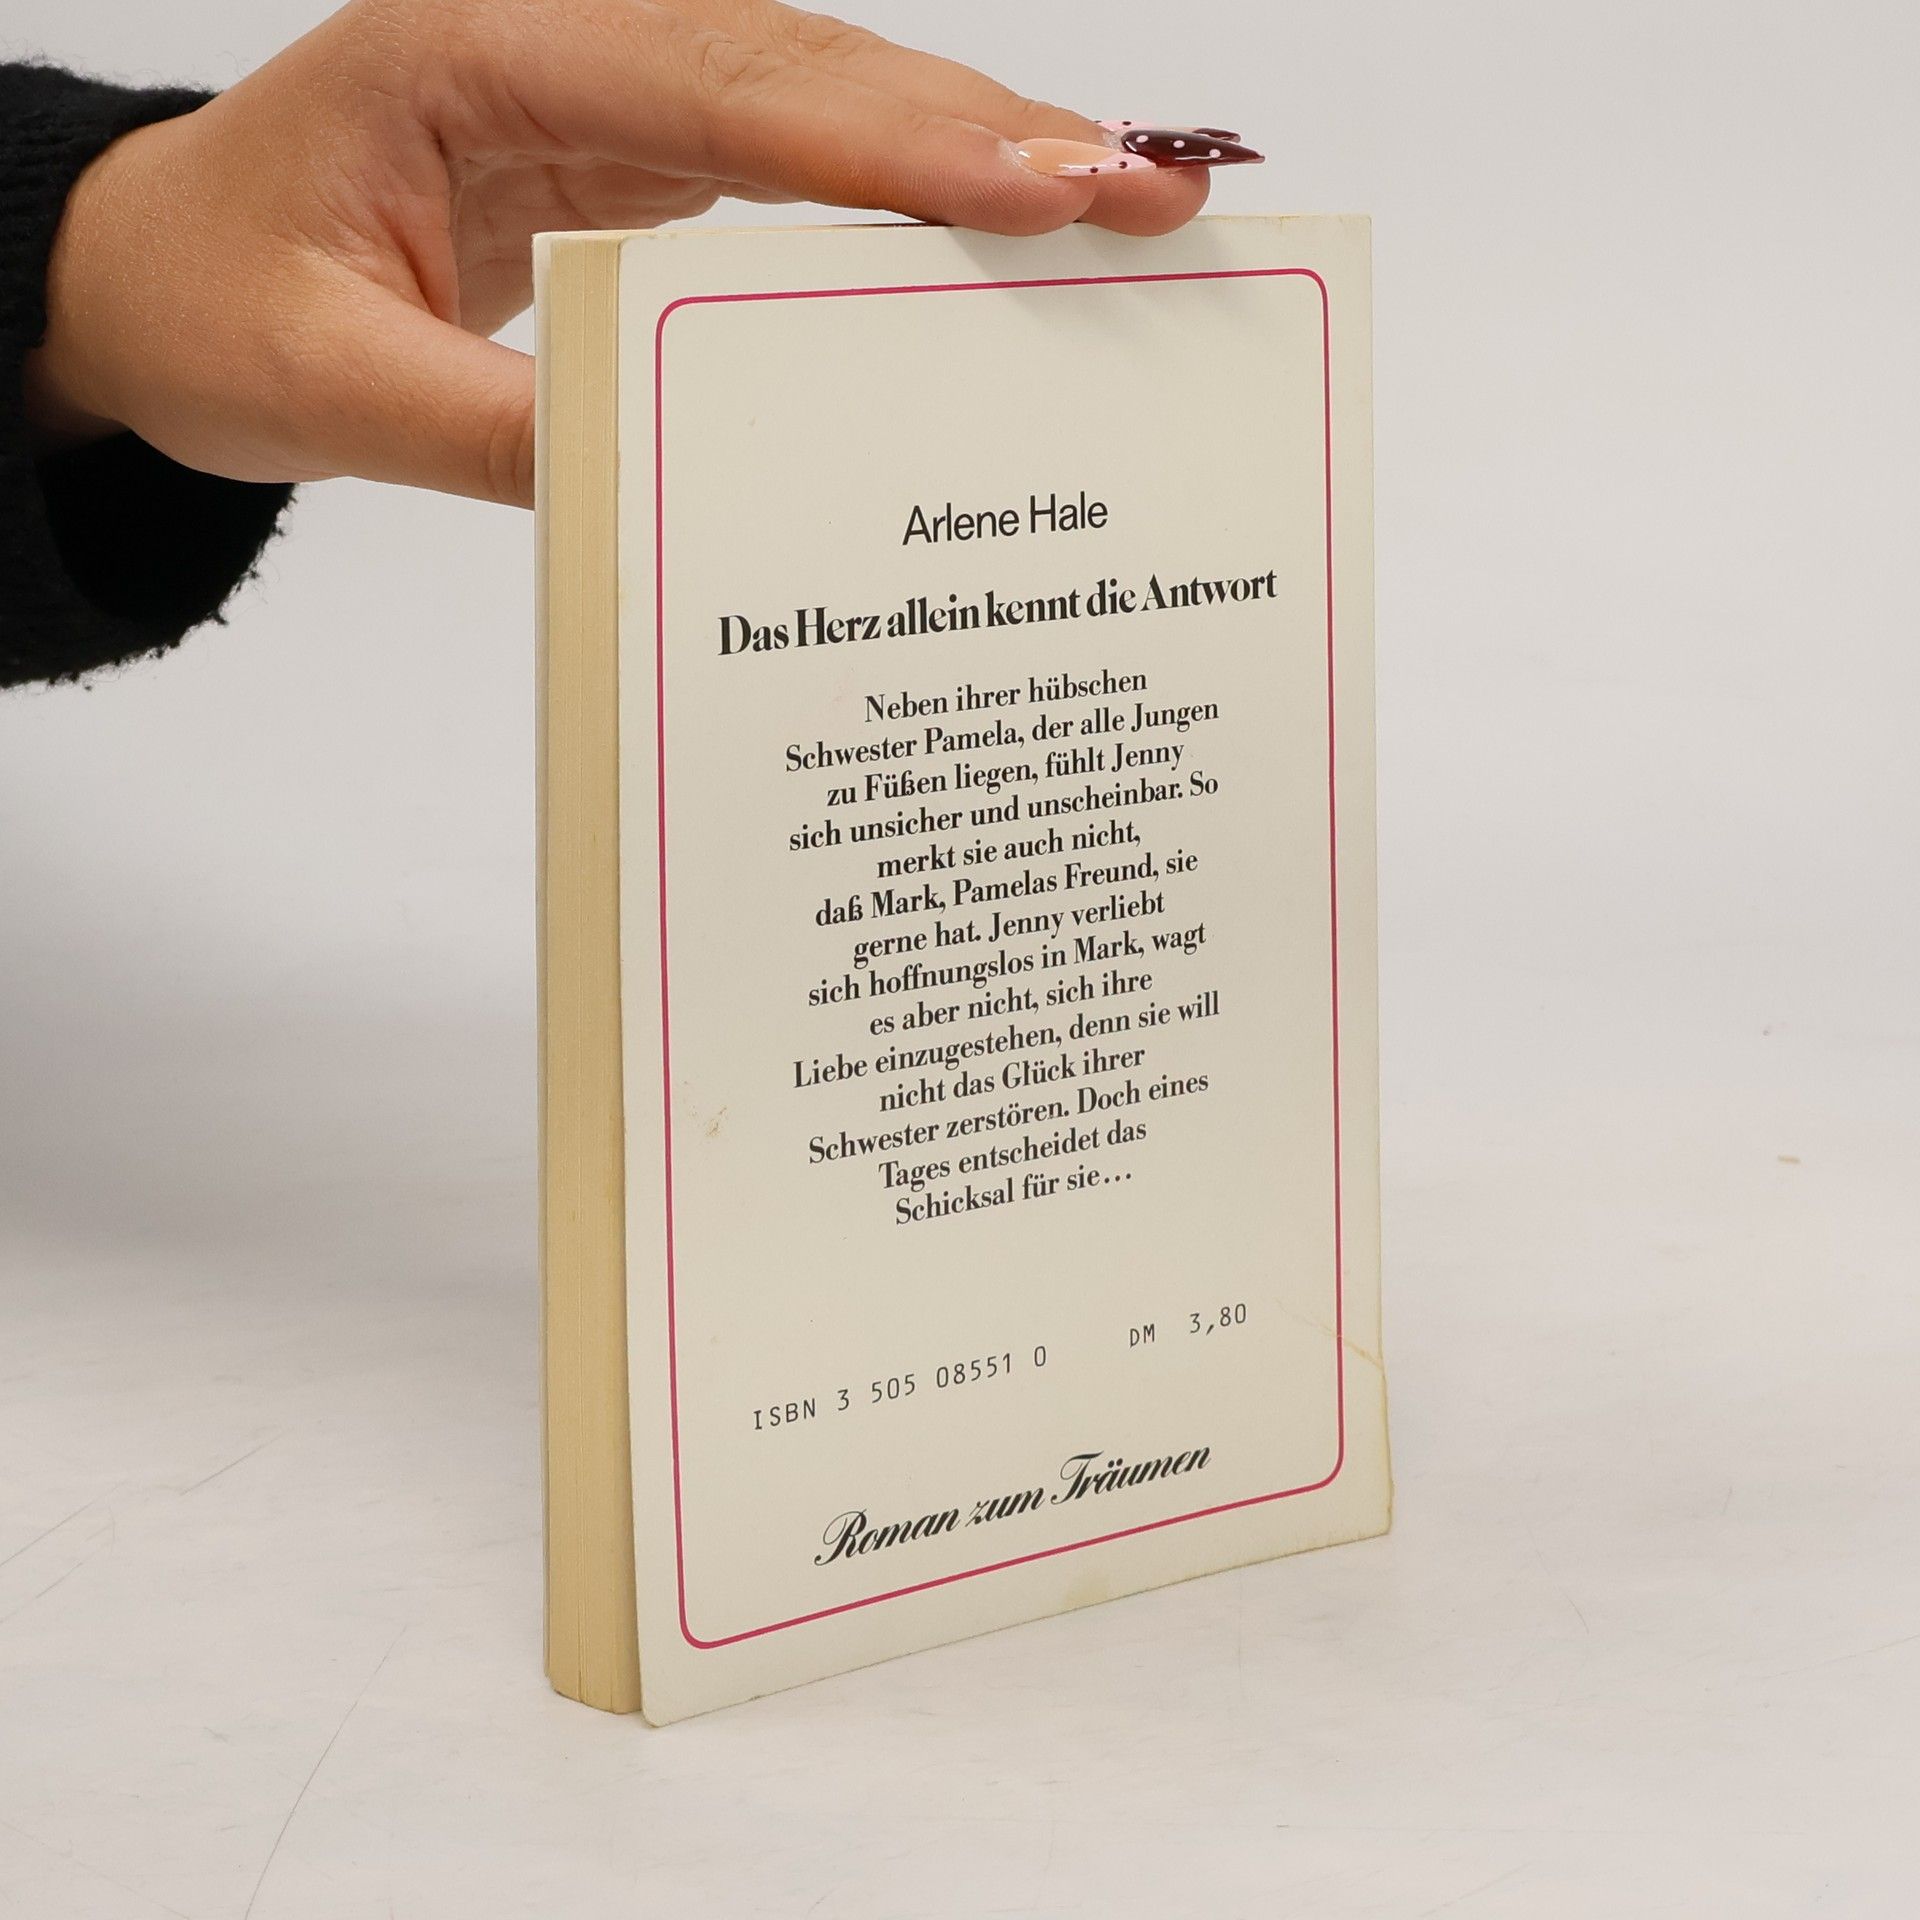 Arlene Hale
Das Herz allein kennt die Antwort
Neben ihrer hübschen
Schwester Pamela, der alle Jungen
zu Füßen liegen, fühlt Jenny
sich unsicher und unscheinbar. So
merkt sie auch nicht,
daß Mark, Pamelas Freund, sie
gerne hat. Jenny verliebt
sich hoffnungslos in Mark, wagt
es aber nicht, sich ihre
Liebe einzugestehen, denn sie will
nicht das Glück ihrer
Schwester zerstören. Doch eines
Tages entscheidet das
Schicksal für sie...
ISBN 3 505 08551 0 DM 3,80
Roman zum Träumen